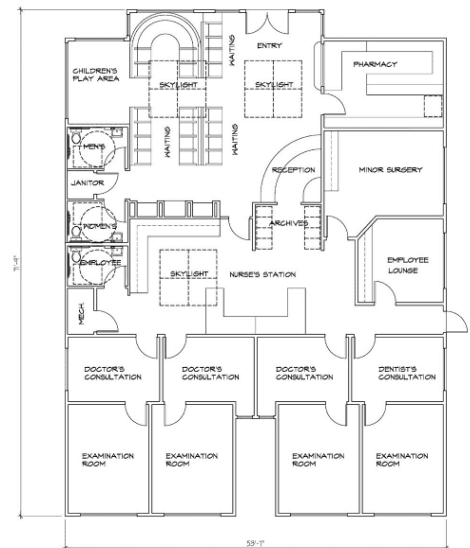 ENTRY
WAITING
PHARMACY
CHILDREN'S
PLAY AREA
SKYLIGHT
SKYLIGHT
WAITING
WAITING
MEN'S
JANITOR
RECEPTION
MINOR SURGERY
WOMEN'S
ARCHIVES
EMPLOYEE
SKYLIGHT
NURSE'S STATION
EMPLOYEE
LOUNGE
MECH.
DOCTOR'S
CONSULTATION
DOCTOR'S
CONSULTATION
DOCTOR'S
CONSULTATION
DENTIST'S
CONSULTATION
EXAMINATION
ROOM
EXAMINATION
ROOM
EXAMINATION
ROOM
EXAMINATION
ROOM